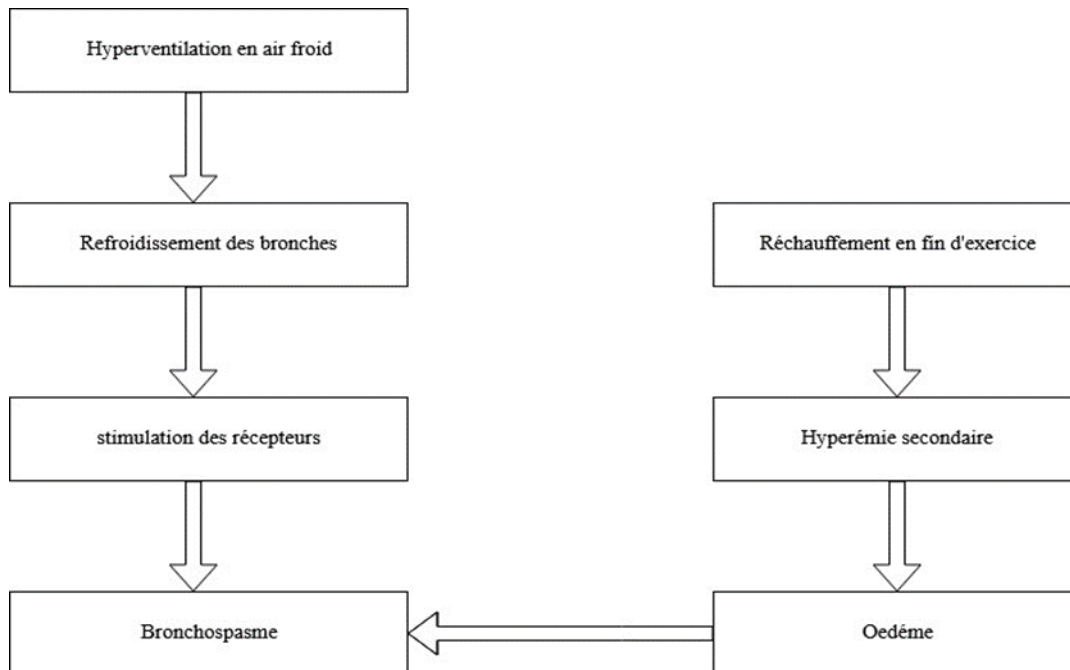 Hyperventilation en air froid
Refroidissement des bronches
Réchauffement en fin d'exercice
stimulation des récepteurs
Hyperémie secondaire
Bronchospasme
Oedéme